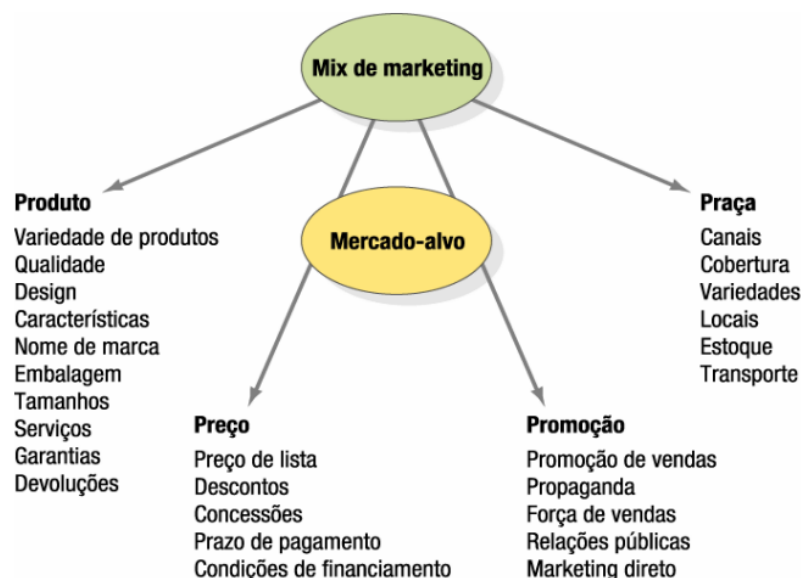 Mix de marketing
Mercado-alvo
Produto
Variedade de produtos
Qualidade
Design
Características
Nome de marca
Embalagem
Tamanhos
Serviços
Garantias
Devoluções
Preço
Preço de lista
Descontos
Concessões
Prazo de pagamento
Condições de financiamento
Promoção
Promoção de vendas
Propaganda
Força de vendas
Relações públicas
Marketing direto
Praça
Canais
Cobertura
Variedades
Locais
Estoque
Transporte